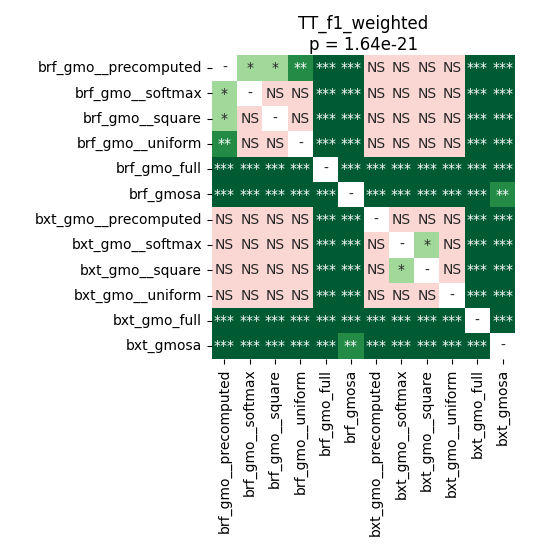 TT_f1_weighted
p = 1.64e-21
brf_gmo__precomputed - * * ** *** *** NS NS NS NS *** ***
brf_gmo__softmax * - NS NS *** *** NS NS NS NS *** ***
brf_gmo__square * NS - NS *** *** NS NS NS NS *** ***
brf_gmo__uniform ** NS NS - *** *** NS NS NS NS *** ***
brf_gmo_full *** *** *** *** - *** *** *** *** *** *** ***
brf_gmosa *** *** *** *** *** - *** *** *** *** *** **
bxt_gmo__precomputed NS NS NS NS *** *** - NS NS NS *** ***
bxt_gmo__softmax NS NS NS NS *** *** NS - * NS *** ***
bxt_gmo__square NS NS NS NS *** *** NS * - NS *** ***
bxt_gmo__uniform NS NS NS NS *** *** NS NS NS - *** ***
bxt_gmo_full *** *** *** *** *** *** *** *** *** *** - ***
bxt_gmosa *** *** *** *** *** ** *** *** *** *** *** -
brf_gmo__precomputed
brf_gmo__softmax
brf_gmo__square
brf_gmo__uniform
brf_gmo_full
brf_gmosa
bxt_gmo__precomputed
bxt_gmo__softmax
bxt_gmo__square
bxt_gmo__uniform
bxt_gmo_full
bxt_gmosa